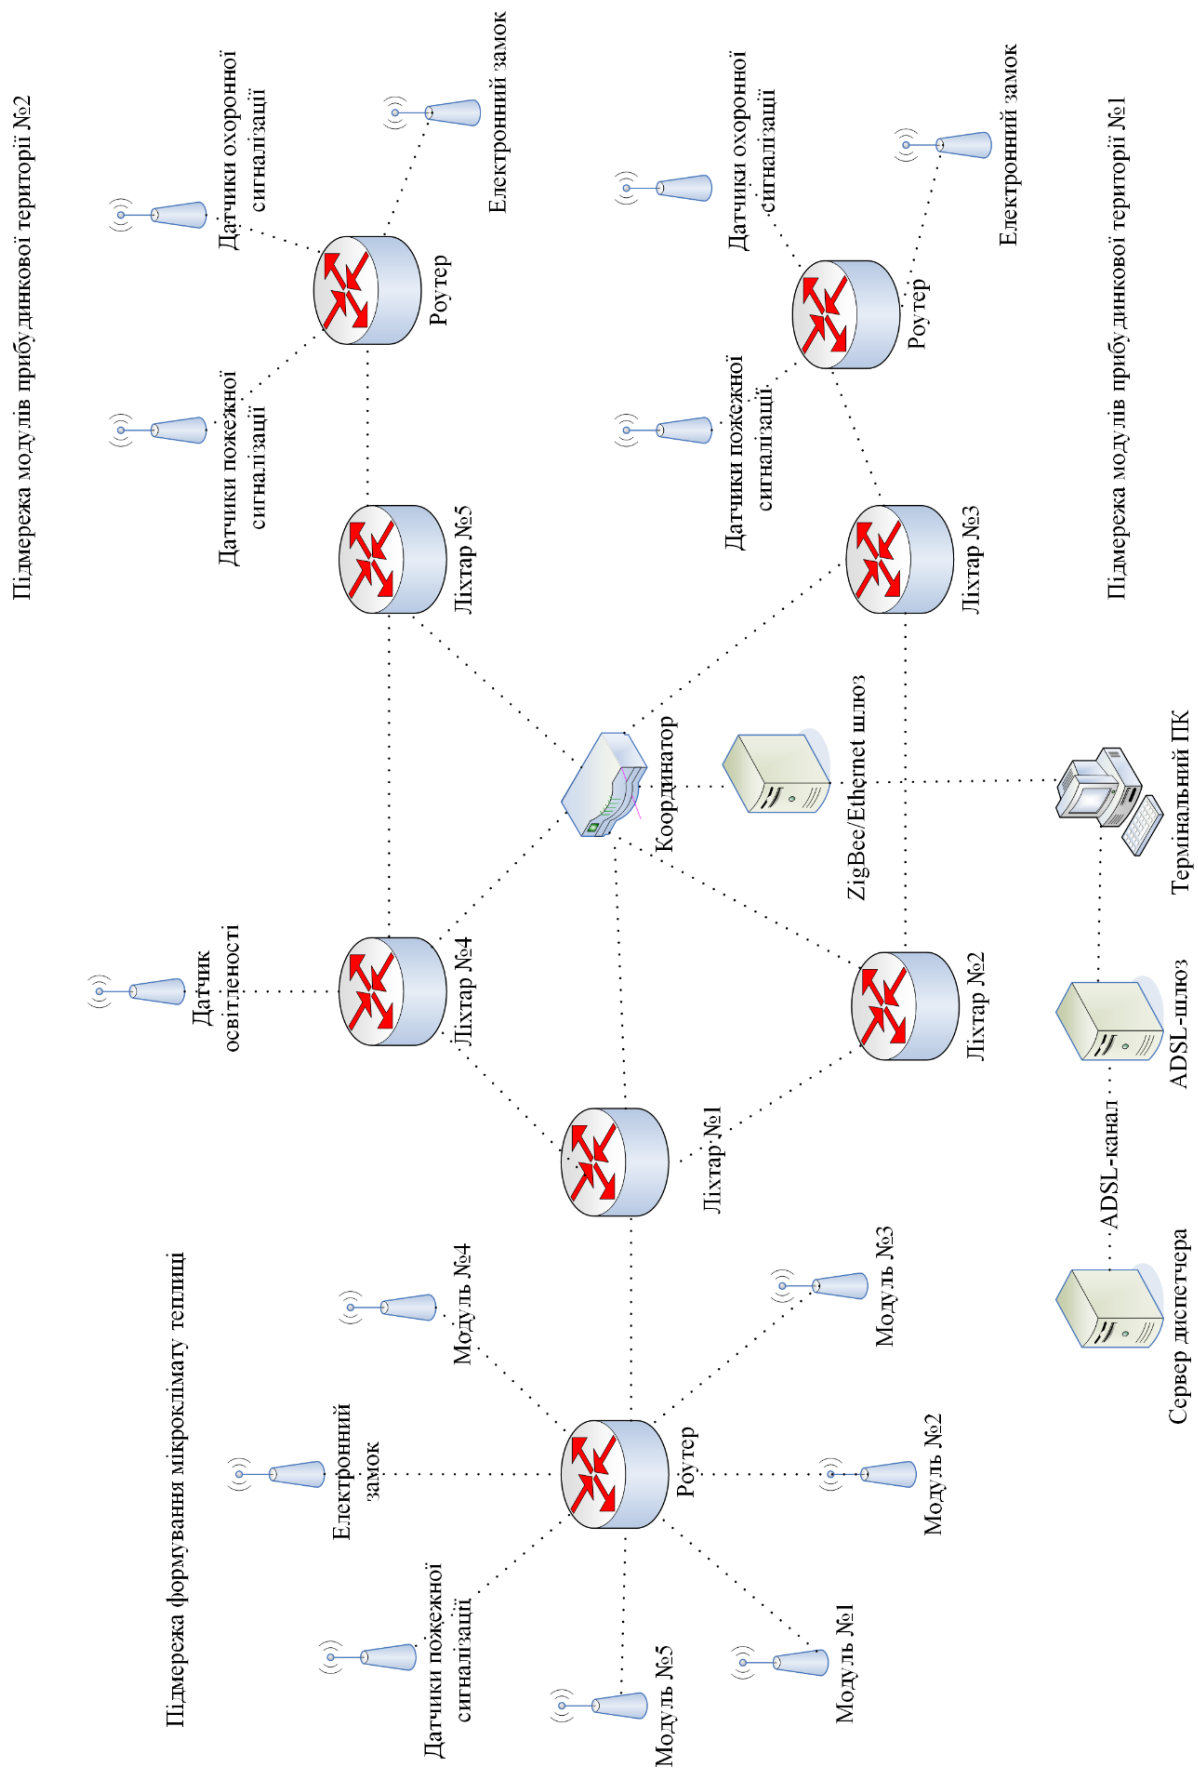 Підмережа модулів прибудинкової території №2
Підмережа формування мікроклімату теплиці
Датчик
освітленості
Датчики пожежної
сигналізації
Датчики охоронної
сигналізації
Електронний
замок
Модуль №4
Датчики пожежної
сигналізації
Ліхтар №4
Ліхтар №5
Роутер
Електронний замок
Модуль №5
Роутер
Ліхтар №1
Координатор
Датчики пожежної
сигналізації
Датчики охоронної
сигналізації
Модуль №1
Модуль №2
Модуль №3
ZigBee/Ethernet шлюз
Роутер
Електронний замок
Ліхтар №2
Ліхтар №3
ADSL-канал
Підмережа модулів прибудинкової території №1
Сервер диспетчера
ADSL-шлюз
Термінальний ПК